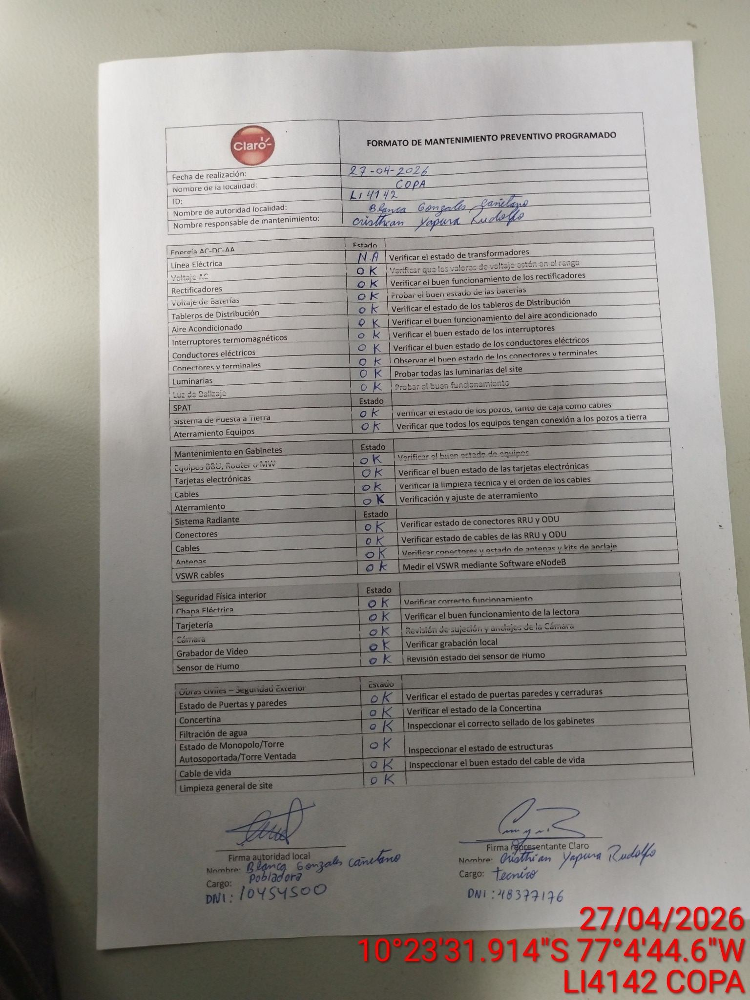 Claro
FORMATO DE MANTENIMIENTO PREVENTIVO PROGRAMADO
Fecha de realización: 27-04-2026
Nombre de la localidad: COPA
ID: LI4142
Nombre de autoridad localidad: Blanca Gonzales Cañetano
Nombre responsable de mantenimiento: Cristhian Yapura Rudolfo
Energía AC-DC-AA Estado
Línea Eléctrica N.A Verificar el estado de transformadores
Voltaje AC OK Verificar que los valores de voltaje estén en el rango
Rectificadores OK Verificar el buen funcionamiento de los rectificadores
Voltaje de Baterías OK Probar el buen estado de las baterías
Tableros de Distribución OK Verificar el estado de los tableros de Distribución
Aire Acondicionado OK Verificar el buen funcionamiento del aire acondicionado
Interruptores termomagnéticos OK Verificar el buen estado de los interruptores
Conductores eléctricos OK Verificar el buen estado de los conductores eléctricos
Conectores y terminales OK Observar el buen estado de los conectores y terminales
Luminarias OK Probar todas las luminarias del site
Luz de Balizaje OK Probar el buen funcionamiento
SPAT Estado
Sistema de Puesta a Tierra OK Verificar el estado de los pozos, tanto de caja como cables
Aterramiento Equipos OK Verificar que todos los equipos tengan conexión a los pozos a tierra
Mantenimiento en Gabinetes Estado
Equipos BBU, Router o MW OK Verificar el buen estado de equipos
Tarjetas electrónicas OK Verificar el buen estado de las tarjetas electrónicas
Cables OK Verificar la limpieza técnica y el orden de los cables
Aterramiento OK Verificación y ajuste de aterramiento
Sistema Radiante Estado
Conectores OK Verificar estado de conectores RRU y ODU
Cables OK Verificar estado de cables de las RRU y ODU
Antenas OK Verificar conectores y estado de antenas y kits de anclaje
VSWR cables OK Medir el VSWR mediante Software eNodeB
Seguridad Física interior Estado
Chapa Eléctrica OK Verificar correcto funcionamiento
Tarjetería OK Verificar el buen funcionamiento de la lectora
Cámara OK Revisión de sujeción y anclajes de la Cámara
Grabador de Video OK Verificar grabación local
Sensor de Humo OK Revisión estado del sensor de Humo
Obras civiles – Seguridad Exterior Estado
Estado de Puertas y paredes OK Verificar el estado de puertas paredes y cerraduras
Concertina OK Verificar el estado de la Concertina
Filtración de agua OK Inspeccionar el correcto sellado de los gabinetes
Estado de Monopolo/Torre
Autosoportada/Torre Ventada OK Inspeccionar el estado de estructuras
Cable de vida OK Inspeccionar el buen estado del cable de vida
Limpieza general de site OK
Firma autoridad local
Nombre: Blanca Gonzales Cañetano
Cargo: Pobladora
DNI: 10454500
Firma representante Claro
Nombre: Cristhian Yapura Rudolfo
Cargo: Tecnico
DNI: 48377176
27/04/2026
10°23'31.914"S 77°4'44.6"W
LI4142 COPA